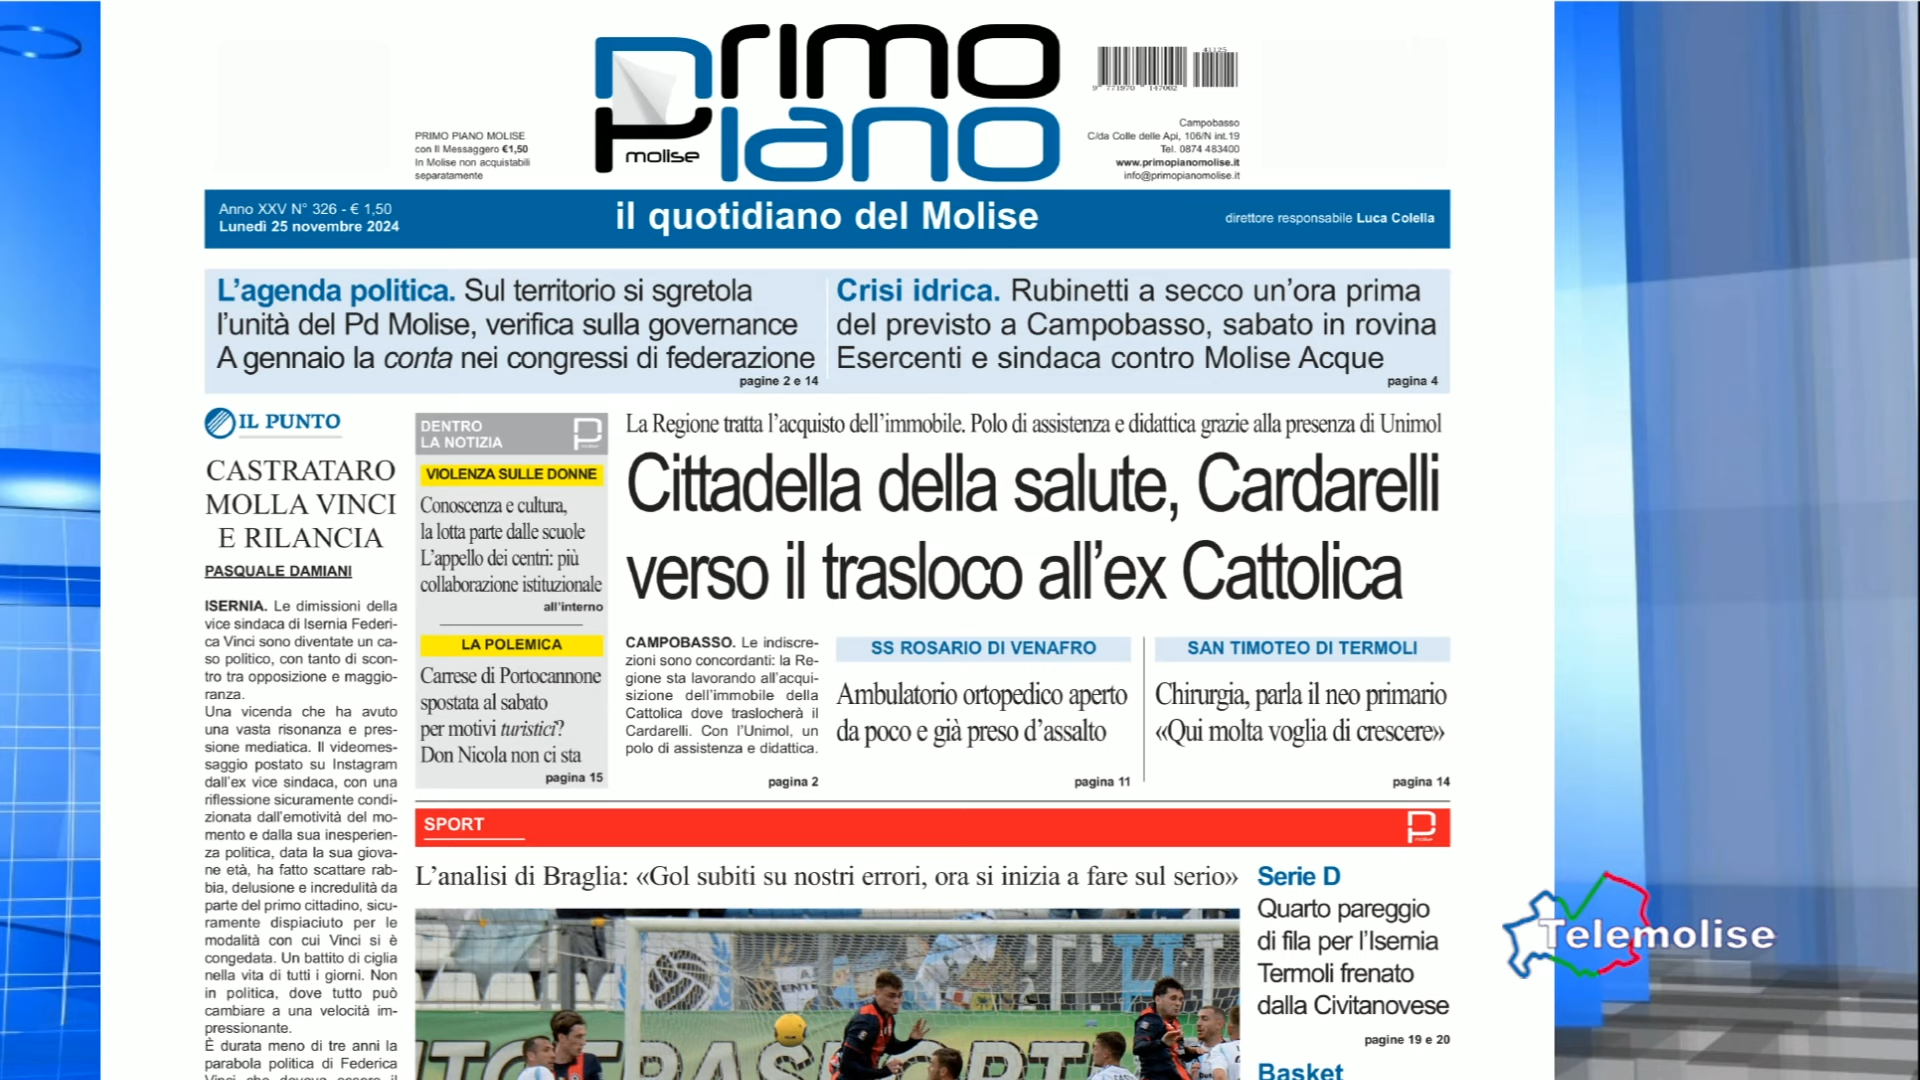 PRIMO PIANO MOLISE
con Il Messaggero €1,50
In Molise non acquistabili
separatamente
Primo
Piano
molise
41125
9 771970 147002
Campobasso
C/da Colle delle Api, 106/N int.19
Tel. 0874 483400
www.primopianomolise.it
info@primopianomolise.it
Anno XXV N° 326 - € 1,50
Lunedì 25 novembre 2024
il quotidiano del Molise
direttore responsabile Luca Colella
L'agenda politica. Sul territorio si sgretola
l'unità del Pd Molise, verifica sulla governance
A gennaio la conta nei congressi di federazione
pagine 2 e 14
Crisi idrica. Rubinetti a secco un'ora prima
del previsto a Campobasso, sabato in rovina
Esercenti e sindaca contro Molise Acque
pagina 4
IL PUNTO
CASTRATARO
MOLLA VINCI
E RILANCIA
PASQUALE DAMIANI
ISERNIA. Le dimissioni della
vice sindaca di Isernia Federi-
ca Vinci sono diventate un ca-
so politico, con tanto di scon-
tro tra opposizione e maggio-
ranza.
Una vicenda che ha avuto
una vasta risonanza e pres-
sione mediatica. Il videomes-
saggio postato su Instagram
dall'ex vice sindaca, con una
riflessione sicuramente condi-
zionata dall'emotività del mo-
mento e dalla sua inesperien-
za politica, data la sua giova-
ne età, ha fatto scattare rab-
bia, delusione e incredulità da
parte del primo cittadino, sicu-
ramente dispiaciuto per le
modalità con cui Vinci si è
congedata. Un battito di ciglia
nella vita di tutti i giorni. Non
in politica, dove tutto può
cambiare a una velocità im-
pressionante.
È durata meno di tre anni la
parabola politica di Federica
Vinci che doveva essere il
DENTRO
LA NOTIZIA
VIOLENZA SULLE DONNE
Conoscenza e cultura,
la lotta parte dalle scuole
L'appello dei centri: più
collaborazione istituzionale
all'interno
LA POLEMICA
Carrese di Portocannone
spostata al sabato
per motivi turistici?
Don Nicola non ci sta
pagina 15
La Regione tratta l'acquisto dell'immobile. Polo di assistenza e didattica grazie alla presenza di Unimol
Cittadella della salute, Cardarelli
verso il trasloco all'ex Cattolica
CAMPOBASSO. Le indiscre-
zioni sono concordanti: la Re-
gione sta lavorando all'acqui-
sizione dell'immobile della
Cattolica dove traslocherà il
Cardarelli. Con l'Unimol, un
polo di assistenza e didattica.
pagina 2
SS ROSARIO DI VENAFRO
Ambulatorio ortopedico aperto
da poco e già preso d'assalto
pagina 11
SAN TIMOTEO DI TERMOLI
Chirurgia, parla il neo primario
«Qui molta voglia di crescere»
pagina 14
SPORT
L'analisi di Braglia: «Gol subiti su nostri errori, ora si inizia a fare sul serio»
Serie D
Quarto pareggio
di fila per l'Isernia
Termoli frenato
dalla Civitanovese
pagine 19 e 20
Basket
Telemolise